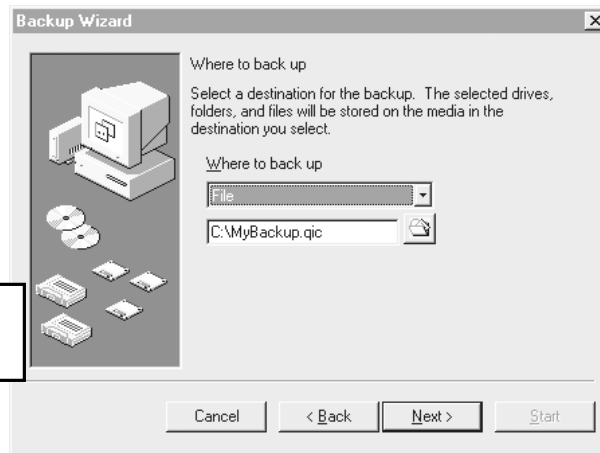 Backup Wizard
Where to back up
Select a destination for the backup. The selected drives,
folders, and files will be stored on the media in the
destination you select.
Where to back up
File
C:\MyBackup.qic
Cancel
< Back
Next >
Start